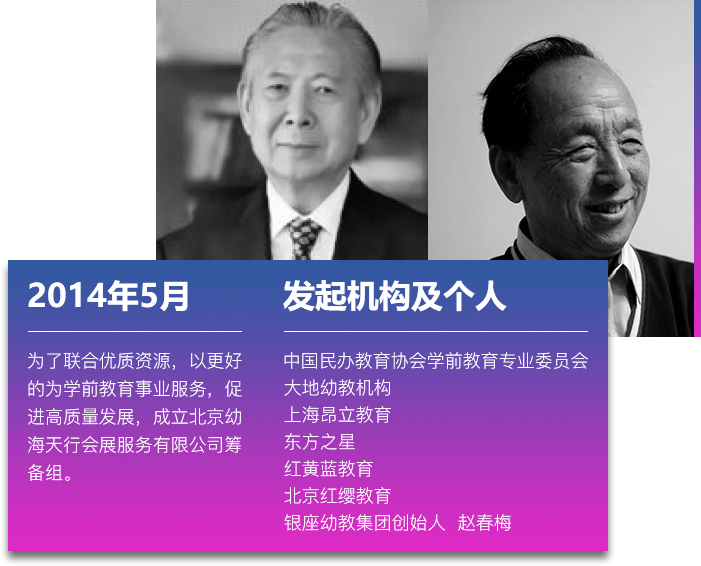 2014年5月
为了联合优质资源，以更好
的为学前教育事业服务，促
进高质量发展，成立北京幼
海天行会展服务有限公司筹
备组。
发起机构及个人
中国民办教育协会学前教育专业委员会
大地幼教机构
上海昂立教育
东方之星
红黄蓝教育
北京红缨教育
银座幼教集团创始人 赵春梅